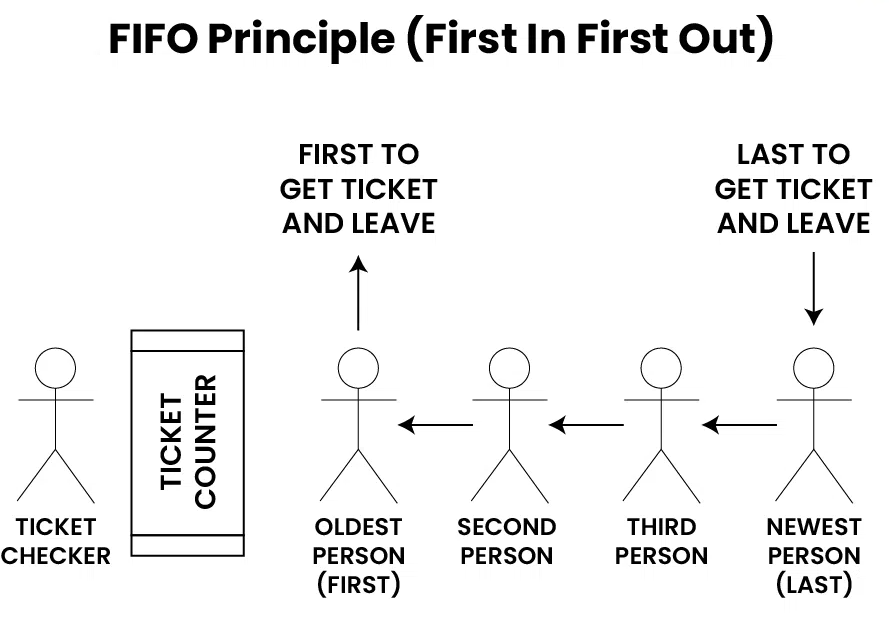 FIFO Principle (First In First Out)
FIRST TO
GET TICKET
AND LEAVE
LAST TO
GET TICKET
AND LEAVE
TICKET
COUNTER
TICKET
CHECKER
OLDEST
PERSON
(FIRST)
SECOND
PERSON
THIRD
PERSON
NEWEST
PERSON
(LAST)